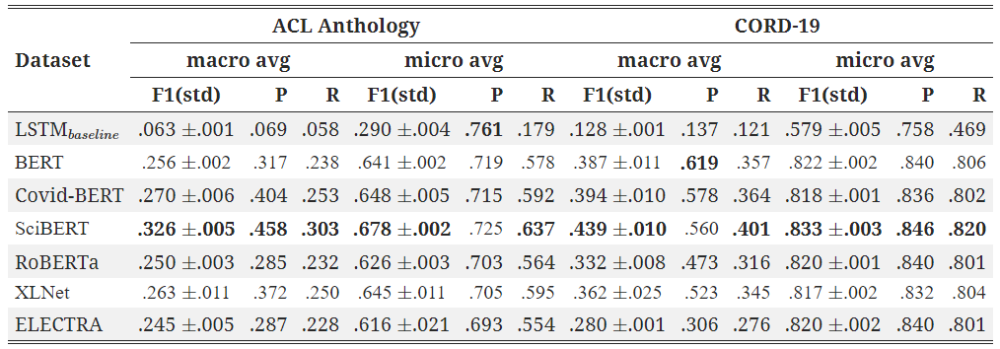 ACL Anthology CORD-19
Dataset macro avg micro avg macro avg micro avg
F1(std) P R F1(std) P R F1(std) P R F1(std) P R
LSTMbaseline .063 ±.001 .069 .058 .290 ±.004 .761 .179 .128 ±.001 .137 .121 .579 ±.005 .758 .469
BERT .256 ±.002 .317 .238 .641 ±.002 .719 .578 .387 ±.011 .619 .357 .822 ±.002 .840 .806
Covid-BERT .270 ±.006 .404 .253 .648 ±.005 .715 .592 .394 ±.010 .578 .364 .818 ±.001 .836 .802
SciBERT .326 ±.005 .458 .303 .678 ±.002 .725 .637 .439 ±.010 .560 .401 .833 ±.003 .846 .820
RoBERTa .250 ±.003 .285 .232 .626 ±.003 .703 .564 .332 ±.008 .473 .316 .820 ±.001 .840 .801
XLNet .263 ±.011 .372 .250 .645 ±.011 .705 .595 .362 ±.025 .523 .345 .817 ±.002 .832 .804
ELECTRA .245 ±.005 .287 .228 .616 ±.021 .693 .554 .280 ±.001 .306 .276 .820 ±.002 .840 .801